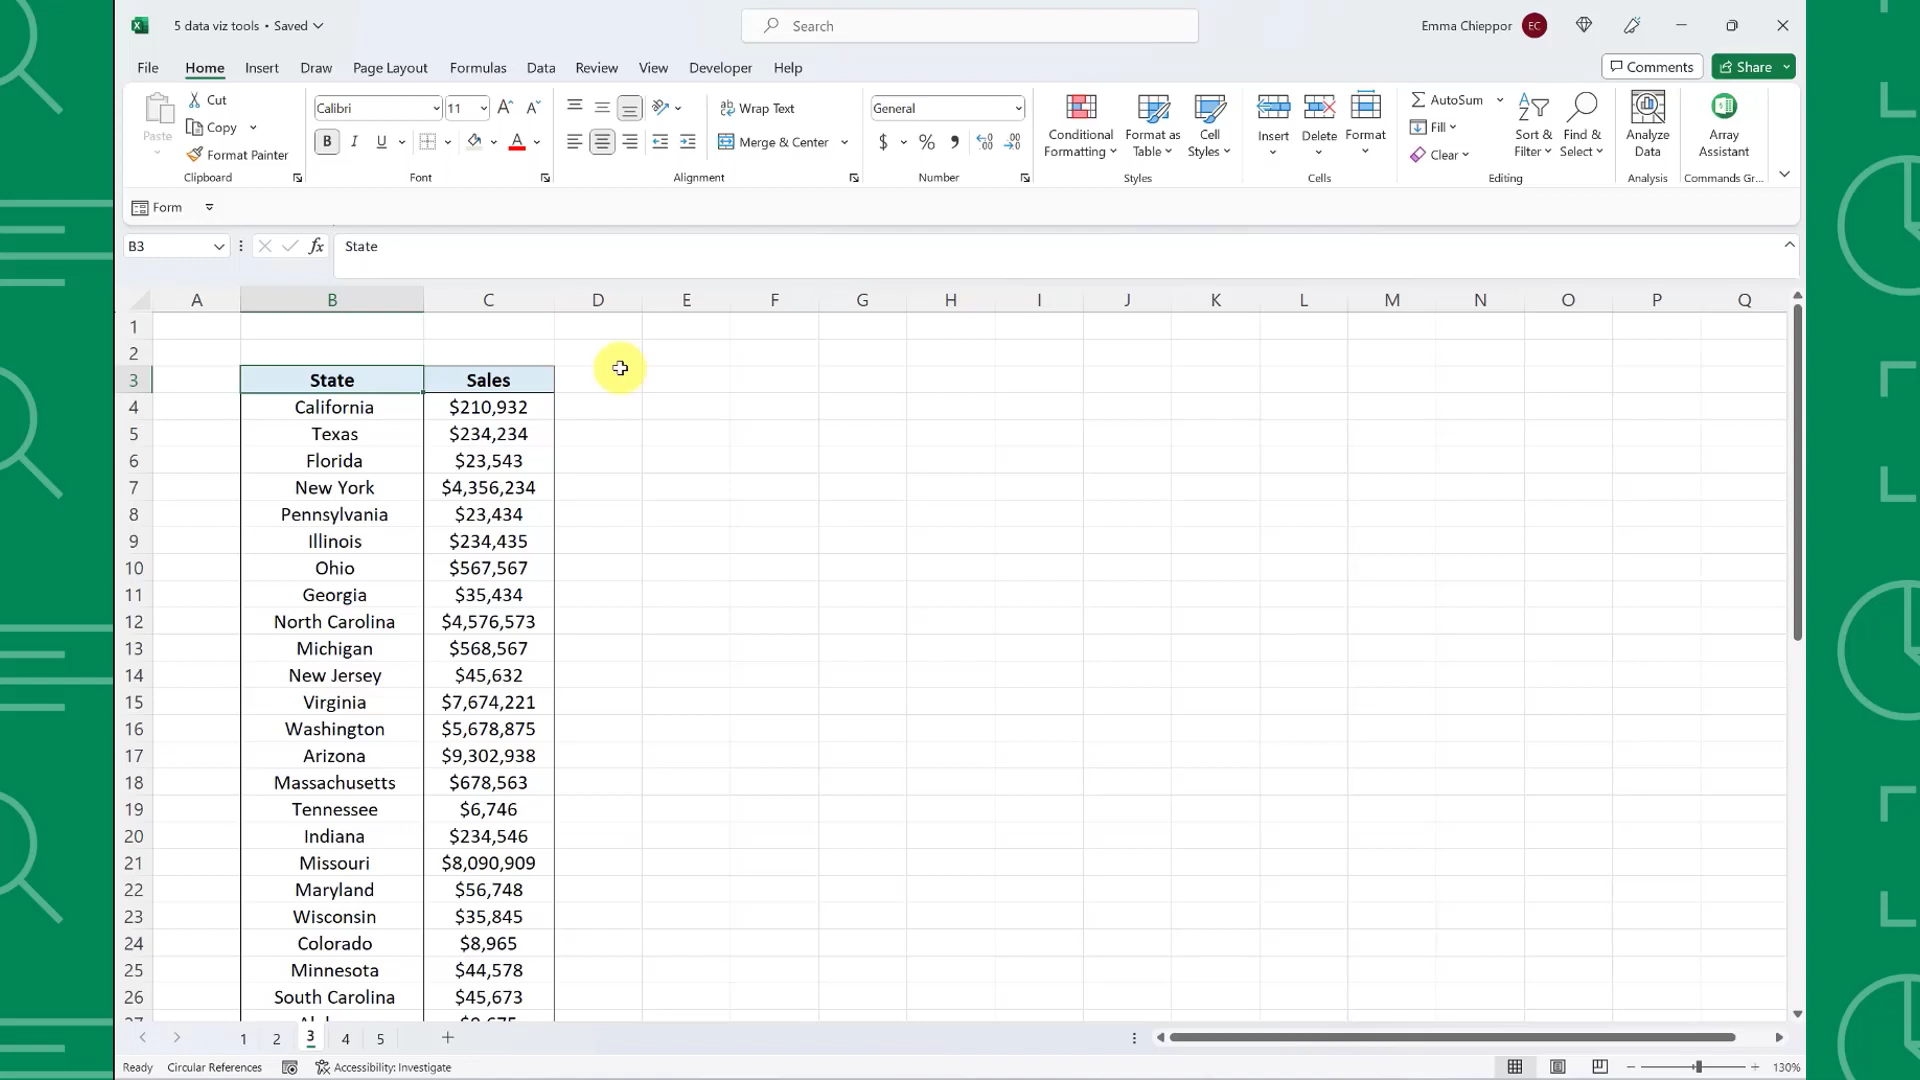 5 data viz tools • Saved
Search
Emma Chieppor EC
File Home Insert Draw Page Layout Formulas Data Review View Developer Help
Comments Share
Paste
Cut
Copy
Format Painter
Clipboard
Calibri 11
B I U
Font
Wrap Text
Merge & Center
Alignment
General
$ %
Number
Conditional Formatting
Format as Table
Cell Styles
Styles
Insert
Delete
Format
Cells
AutoSum
Fill
Clear
Sort & Filter
Find & Select
Editing
Analyze Data
Analysis
Array Assistant
Commands Gr...
Form
B3 fx State
A B C D E F G H I J K L M N O P Q
1
2
3 State Sales
4 California $210,932
5 Texas $234,234
6 Florida $23,543
7 New York $4,356,234
8 Pennsylvania $23,434
9 Illinois $234,435
10 Ohio $567,567
11 Georgia $35,434
12 North Carolina $4,576,573
13 Michigan $568,567
14 New Jersey $45,632
15 Virginia $7,674,221
16 Washington $5,678,875
17 Arizona $9,302,938
18 Massachusetts $678,563
19 Tennessee $6,746
20 Indiana $234,546
21 Missouri $8,090,909
22 Maryland $56,748
23 Wisconsin $35,845
24 Colorado $8,965
25 Minnesota $44,578
26 South Carolina $45,673
1 2 3 4 5
Ready Circular References Accessibility: Investigate 130%